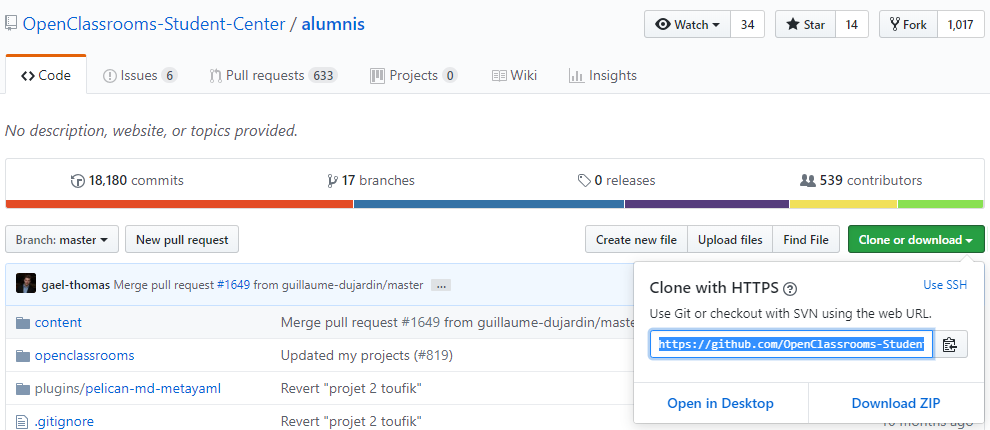 OpenClassrooms-Student-Center / alumnis
Watch 34 Star 14 Fork 1,017
Code Issues 6 Pull requests 633 Projects 0 Wiki Insights
No description, website, or topics provided.
18,180 commits 17 branches 0 releases 539 contributors
Branch: master New pull request Create new file Upload files Find File Clone or download
gael-thomas Merge pull request #1649 from guillaume-dujardin/master ...
Clone with HTTPS Use SSH
Use Git or checkout with SVN using the web URL.
https://github.com/OpenClassrooms-Studen
Open in Desktop Download ZIP
content Merge pull request #1649 from guillaume-dujardin/maste
openclassrooms Updated my projects (#819)
plugins/pelican-md-metayaml Revert "projet 2 toufik"
.gitignore Revert "projet 2 toufik"